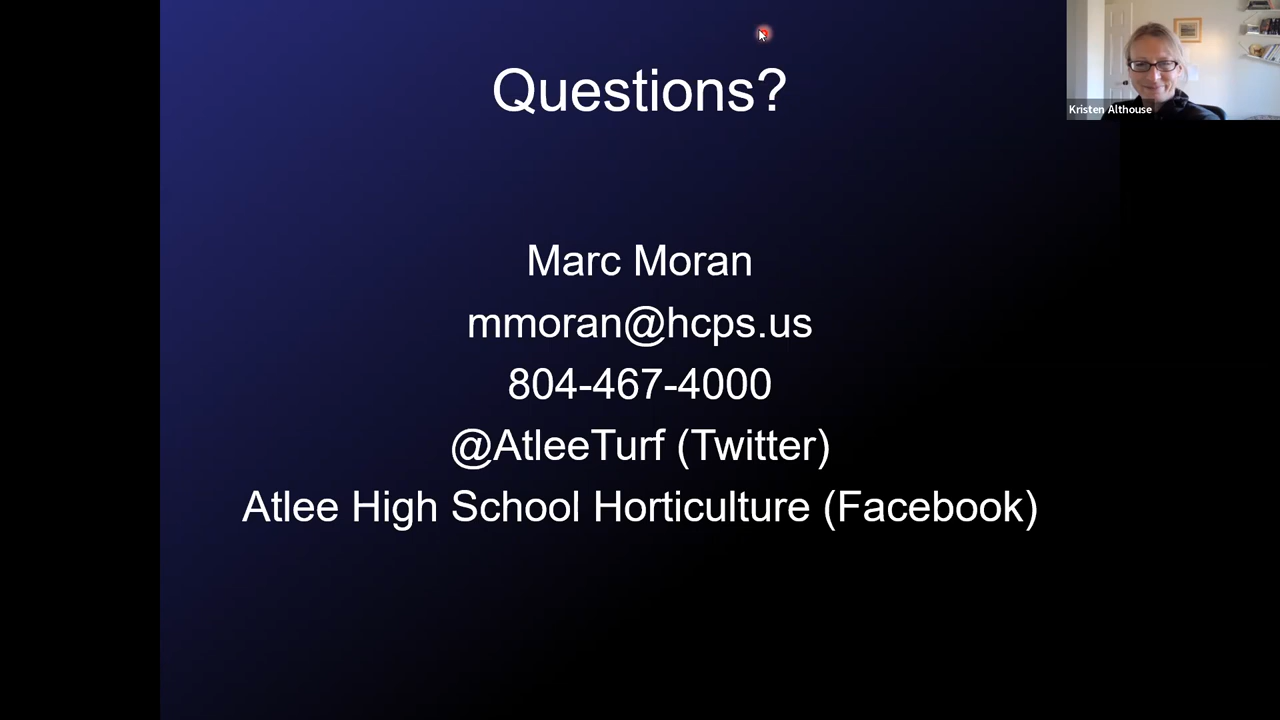 Questions?
Kristen Althouse
Marc Moran
mmoran@hcps.us
804-467-4000
@AtleeTurf (Twitter)
Atlee High School Horticulture (Facebook)